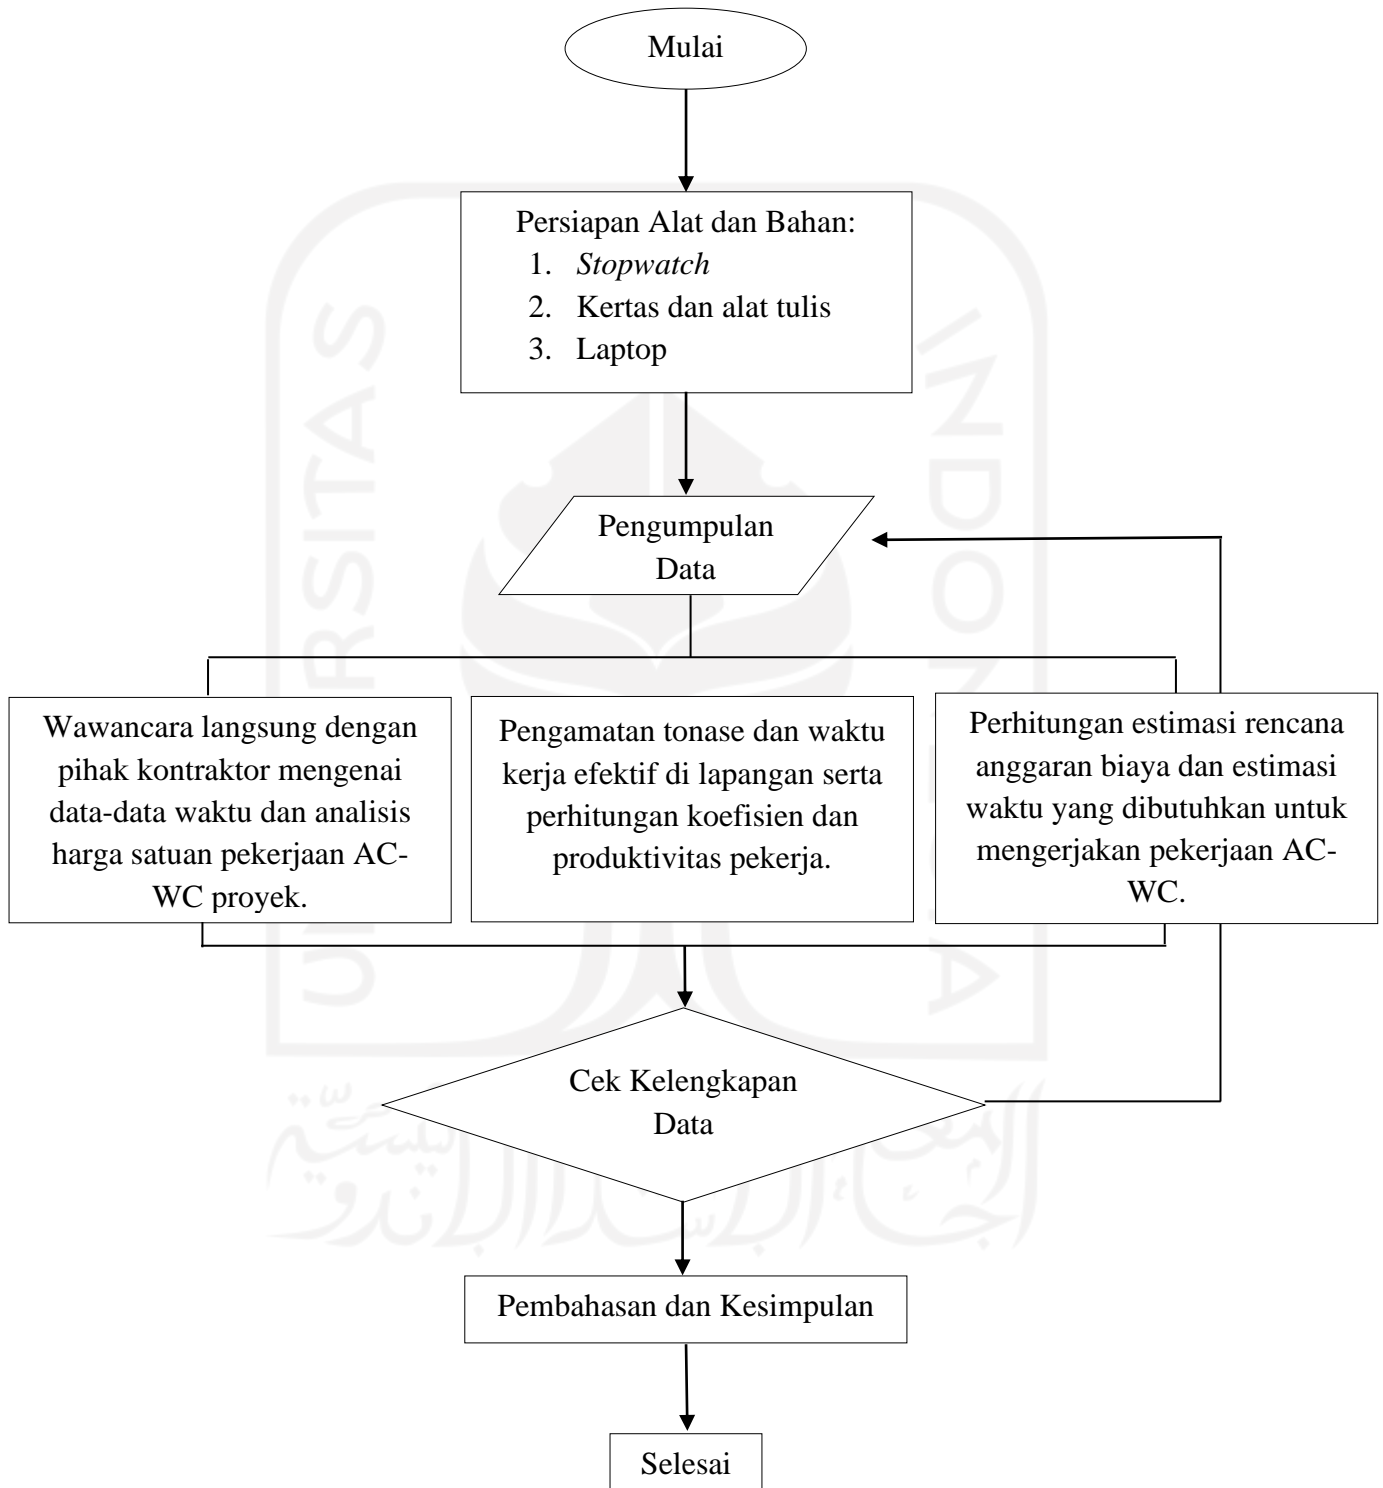 Mulai
Persiapan Alat dan Bahan:
1. Stopwatch
2. Kertas dan alat tulis
3. Laptop
Pengumpulan
Data
Wawancara langsung dengan
pihak kontraktor mengenai
data-data waktu dan analisis
harga satuan pekerjaan AC-
WC proyek.
Pengamatan tonase dan waktu
kerja efektif di lapangan serta
perhitungan koefisien dan
produktivitas pekerja.
Perhitungan estimasi rencana
anggaran biaya dan estimasi
waktu yang dibutuhkan untuk
mengerjakan pekerjaan AC-
WC.
Cek Kelengkapan
Data
Pembahasan dan Kesimpulan
Selesai